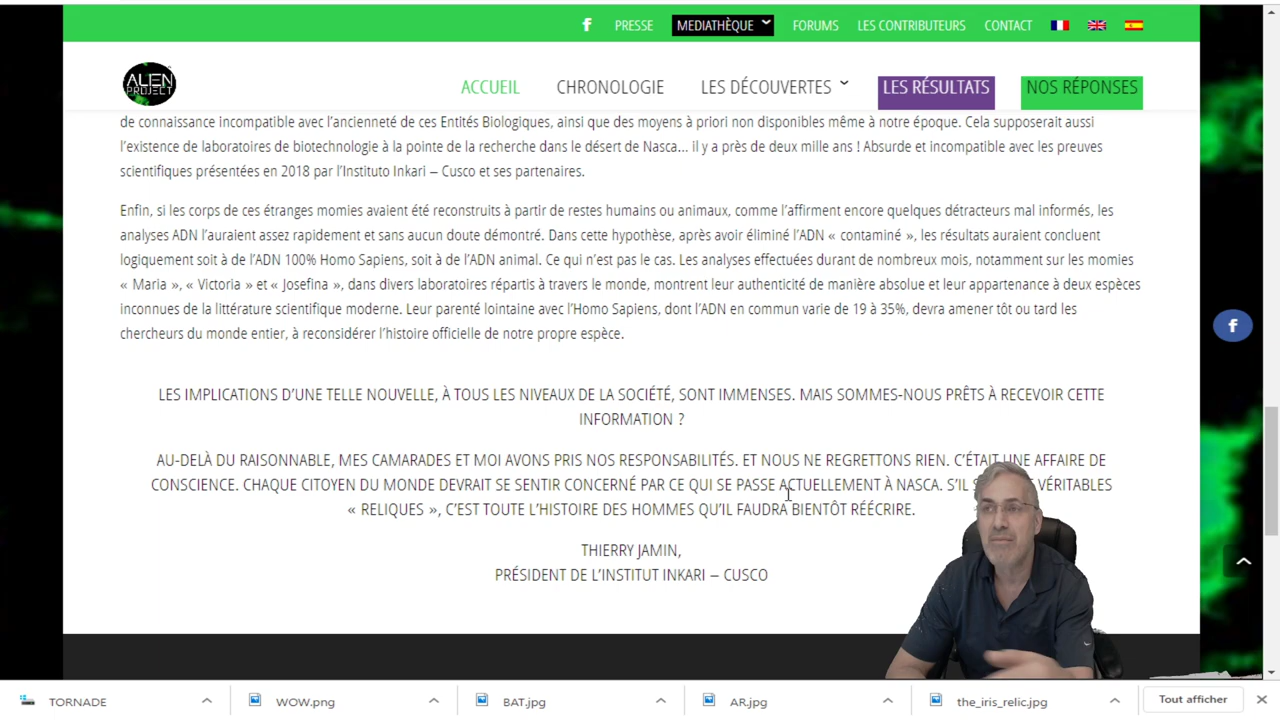 PRESSE MEDIATHÈQUE FORUMS LES CONTRIBUTEURS CONTACT
ALIEN PROJECT
ACCUEIL CHRONOLOGIE LES DÉCOUVERTES LES RÉSULTATS NOS RÉPONSES
de connaissance incompatible avec l'ancienneté de ces Entités Biologiques, ainsi que des moyens à priori non disponibles même à notre époque. Cela supposerait aussi
l'existence de laboratoires de biotechnologie à la pointe de la recherche dans le désert de Nasca... il y a près de deux mille ans ! Absurde et incompatible avec les preuves
scientifiques présentées en 2018 par l'Instituto Inkari – Cusco et ses partenaires.
Enfin, si les corps de ces étranges momies avaient été reconstruits à partir de restes humains ou animaux, comme l'affirment encore quelques détracteurs mal informés, les
analyses ADN l'auraient assez rapidement et sans aucun doute démontré. Dans cette hypothèse, après avoir éliminé l'ADN « contaminé », les résultats auraient conclu
logiquement soit à de l'ADN 100% Homo Sapiens, soit à de l'ADN animal. Ce qui n'est pas le cas. Les analyses effectuées durant de nombreux mois, notamment sur les momies
« Maria », « Victoria » et « Josefina », dans divers laboratoires répartis à travers le monde, montrent leur authenticité de manière absolue et leur appartenance à deux espèces
inconnues de la littérature scientifique moderne. Leur parenté lointaine avec l'Homo Sapiens, dont l'ADN en commun varie de 19 à 35%, devra amener tôt ou tard les
chercheurs du monde entier, à reconsidérer l'histoire officielle de notre propre espèce.
LES IMPLICATIONS D'UNE TELLE NOUVELLE, À TOUS LES NIVEAUX DE LA SOCIÉTÉ, SONT IMMENSES. MAIS SOMMES-NOUS PRÊTS À RECEVOIR CETTE
INFORMATION ?
AU-DELÀ DU RAISONNABLE, MES CAMARADES ET MOI AVONS PRIS NOS RESPONSABILITÉS. ET NOUS NE REGRETTONS RIEN. C'ÉTAIT UNE AFFAIRE DE
CONSCIENCE. CHAQUE CITOYEN DU MONDE DEVRAIT SE SENTIR CONCERNÉ PAR CE QUI SE PASSE ACTUELLEMENT À NASCA. S'IL VÉRITABLES
« RELIQUES », C'EST TOUTE L'HISTOIRE DES HOMMES QU'IL FAUDRA BIENTÔT RÉÉCRIRE.
THIERRY JAMIN,
PRÉSIDENT DE L'INSTITUT INKARI – CUSCO
TORNADE WOW.png BAT.jpg AR.jpg the_iris_relic.jpg Tout afficher